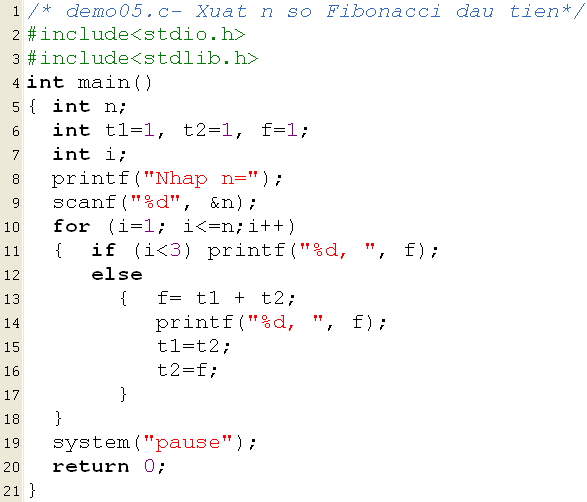 1 /* demo05.c- Xuat n so Fibonacci dau tien*/
2 #include<stdio.h>
3 #include<stdlib.h>
4 int main()
5 { int n;
6 int t1=1, t2=1, f=1;
7 int i;
8 printf("Nhap n=");
9 scanf("%d", &n);
10 for (i=1; i<=n;i++)
11 { if (i<3) printf("%d, ", f);
12 else
13 { f= t1 + t2;
14 printf("%d, ", f);
15 t1=t2;
16 t2=f;
17 }
18 }
19 system("pause");
20 return 0;
21 }